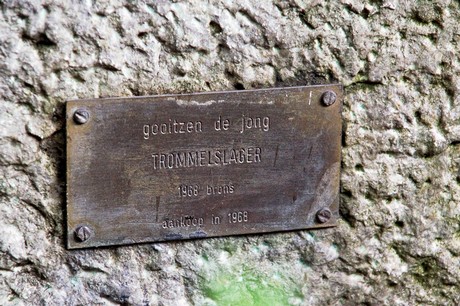 gooitzen de jong
TROMMELSLAGER
1968 brons
aankoop in 1968